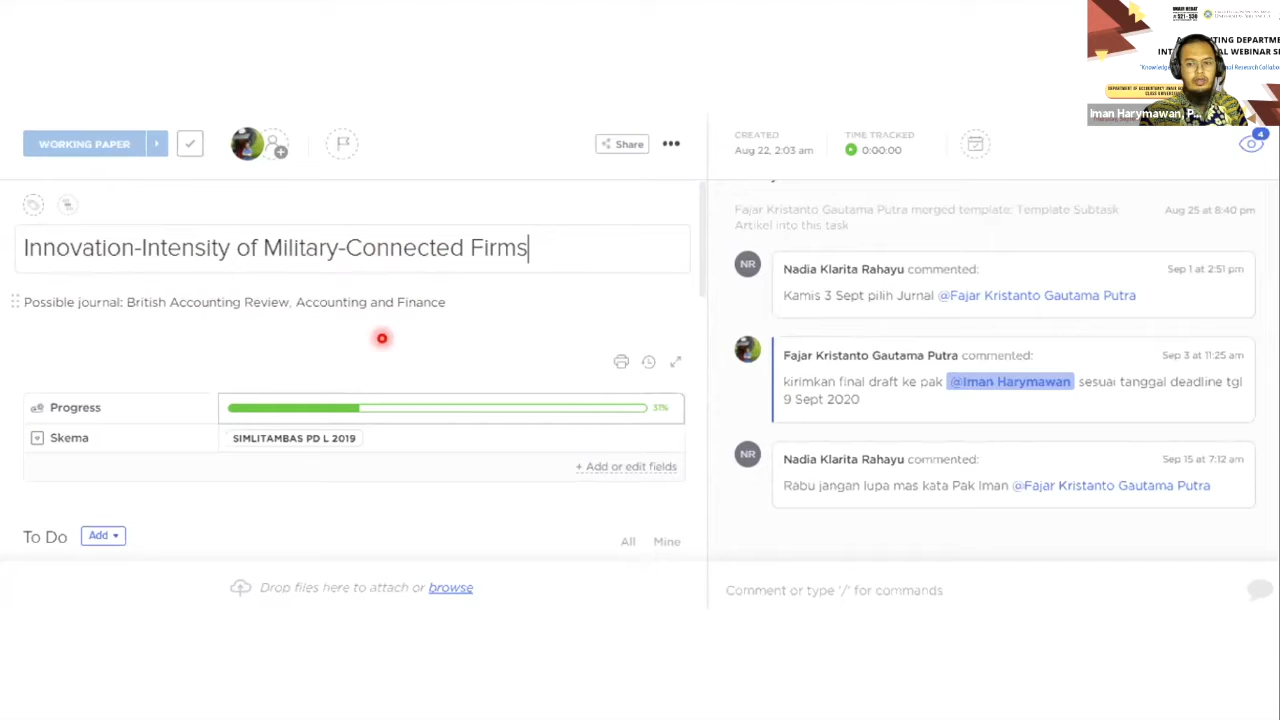 WORKING PAPER
Share
CREATED
Aug 22, 2:03 am
TIME TRACKED
0:00:00
4
Innovation-Intensity of Military-Connected Firms
Possible journal: British Accounting Review, Accounting and Finance
Progress
31%
Skema
SIMLITAMBAS PD L 2019
+ Add or edit fields
To Do
Add
All
Mine
Drop files here to attach or browse
Fajar Kristanto Gautama Putra merged template: Template Subtask
Artikel into this task
Aug 25 at 8:40 pm
NR
Nadia Klarita Rahayu commented:
Sep 1 at 2:51 pm
Kamis 3 Sept pilih Jurnal @Fajar Kristanto Gautama Putra
Fajar Kristanto Gautama Putra commented:
Sep 3 at 11:25 am
kirimkan final draft ke pak @Iman Harymawan sesuai tanggal deadline tgl
9 Sept 2020
NR
Nadia Klarita Rahayu commented:
Sep 15 at 7:12 am
Rabu jangan lupa mas kata Pak Iman @Fajar Kristanto Gautama Putra
Comment or type '/' for commands
Iman Harymawan, P...